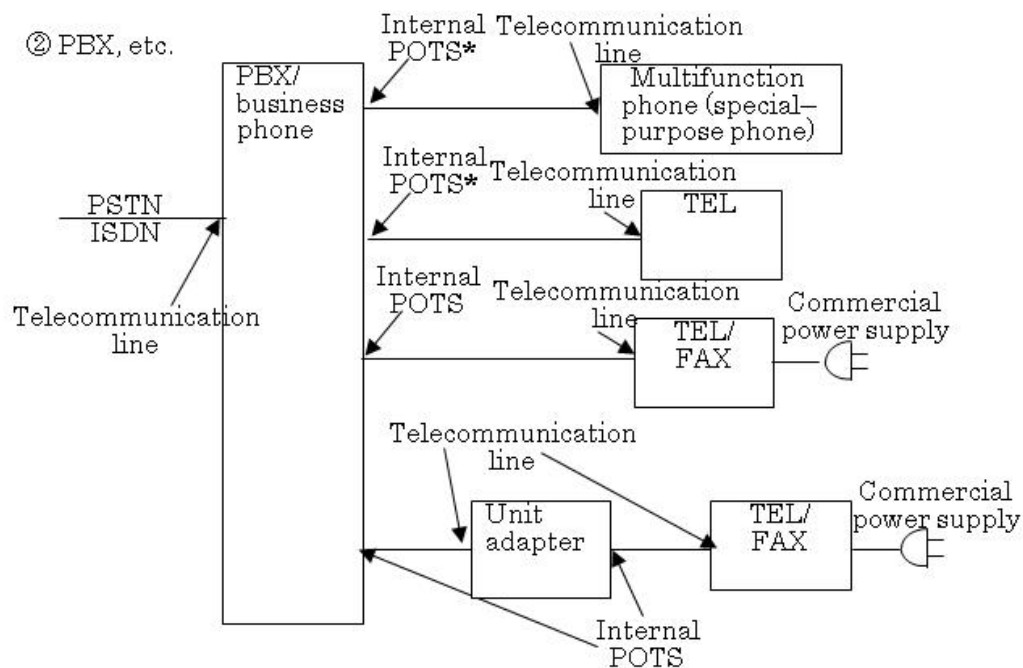 ② PBX, etc.
PBX/
business
phone
Internal
POTS*
Telecommunication
line
Multifunction
phone (special–
purpose phone)
Internal
POTS*
Telecommunication
line
TEL
PSTN
ISDN
Telecommunication
line
Internal
POTS
Telecommunication
line
TEL/
FAX
Commercial
power supply
Telecommunication
line
Unit
adapter
TEL/
FAX
Commercial
power supply
Internal
POTS